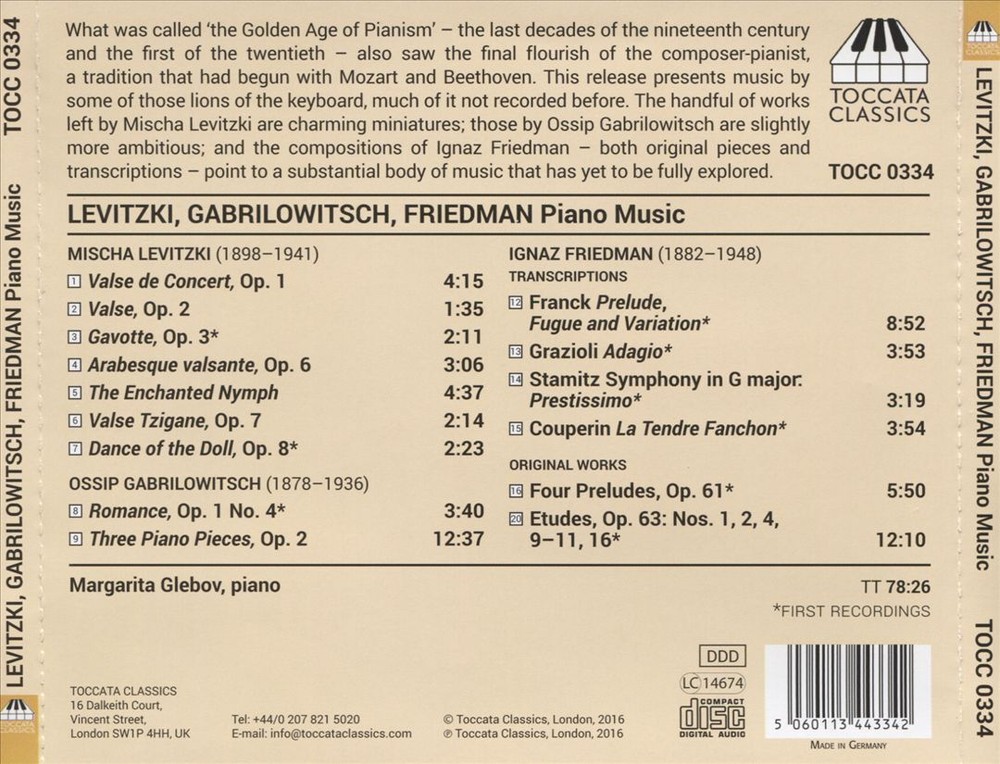 LEVITZKI, GABRILOWITSCH, FRIEDMAN Piano Music TOCC 0334
TOCCATA
CLASSICS
What was called ‘the Golden Age of Pianism’ – the last decades of the nineteenth century
and the first of the twentieth – also saw the final flourish of the composer-pianist,
a tradition that had begun with Mozart and Beethoven. This release presents music by
some of those lions of the keyboard, much of it not recorded before. The handful of works
left by Mischa Levitzki are charming miniatures; those by Ossip Gabrilowitsch are slightly
more ambitious; and the compositions of Ignaz Friedman – both original pieces and
transcriptions – point to a substantial body of music that has yet to be fully explored.
TOCCATA
CLASSICS
TOCC 0334
LEVITZKI, GABRILOWITSCH, FRIEDMAN Piano Music
MISCHA LEVITZKI (1898–1941)
1 Valse de Concert, Op. 1 4:15
2 Valse, Op. 2 1:35
3 Gavotte, Op. 3* 2:11
4 Arabesque valsante, Op. 6 3:06
5 The Enchanted Nymph 4:37
6 Valse Tzigane, Op. 7 2:14
7 Dance of the Doll, Op. 8* 2:23
OSSIP GABRILOWITSCH (1878–1936)
8 Romance, Op. 1 No. 4* 3:40
9 Three Piano Pieces, Op. 2 12:37
IGNAZ FRIEDMAN (1882–1948)
TRANSCRIPTIONS
12 Franck Prelude,
Fugue and Variation* 8:52
13 Grazioli Adagio* 3:53
14 Stamitz Symphony in G major:
Prestissimo* 3:19
15 Couperin La Tendre Fanchon* 3:54
ORIGINAL WORKS
16 Four Preludes, Op. 61* 5:50
20 Etudes, Op. 63: Nos. 1, 2, 4,
9–11, 16* 12:10
Margarita Glebov, piano
TT 78:26
*FIRST RECORDINGS
TOCCATA CLASSICS
16 Dalkeith Court,
Vincent Street,
London SW1P 4HH, UK
Tel: +44/0 207 821 5020
E-mail: info@toccataclassics.com
© Toccata Classics, London, 2016
℗ Toccata Classics, London, 2016
DDD
LC 14674
COMPACT
disc
DIGITAL AUDIO
5 060113 443342
MADE IN GERMANY
TOCCATA
CLASSICS
LEVITZKI, GABRILOWITSCH, FRIEDMAN Piano Music TOCC 0334